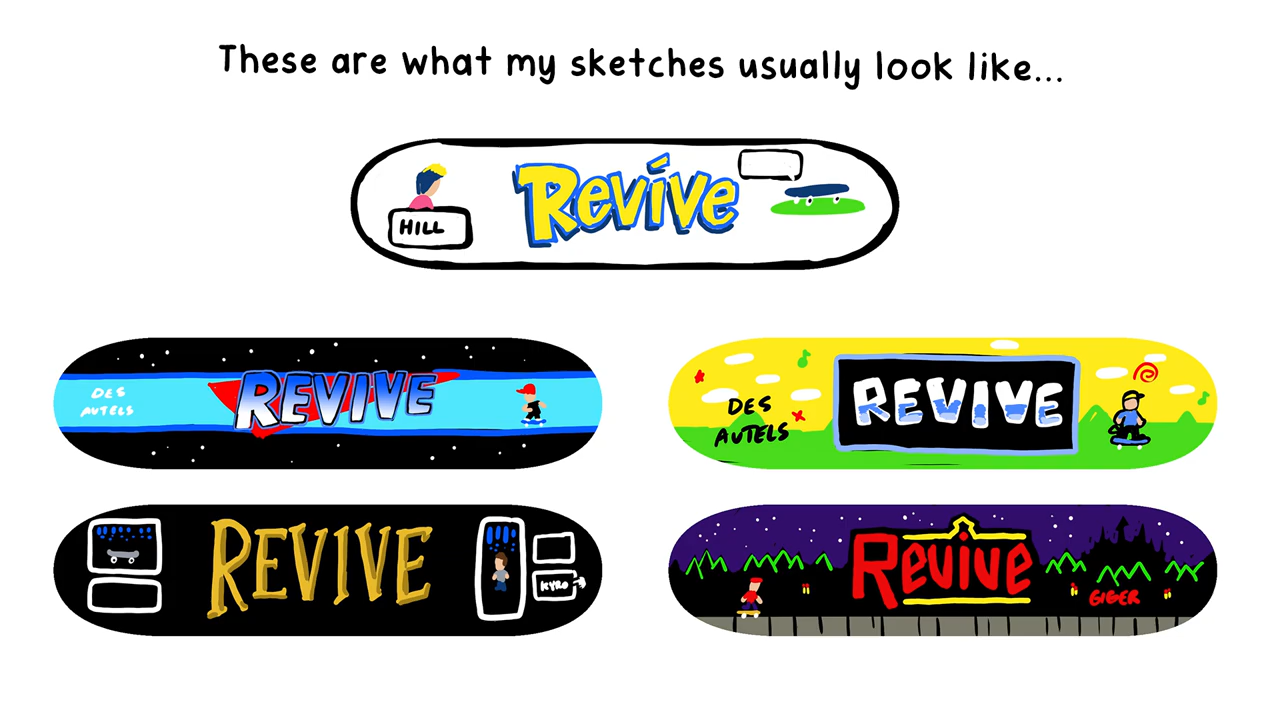 These are what my sketches usually look like...
HILL
Revive
DES
AUTELS
REVIVE
DES
AUTELS
REVIVE
REVIVE
KYRO
Revive
GIGER